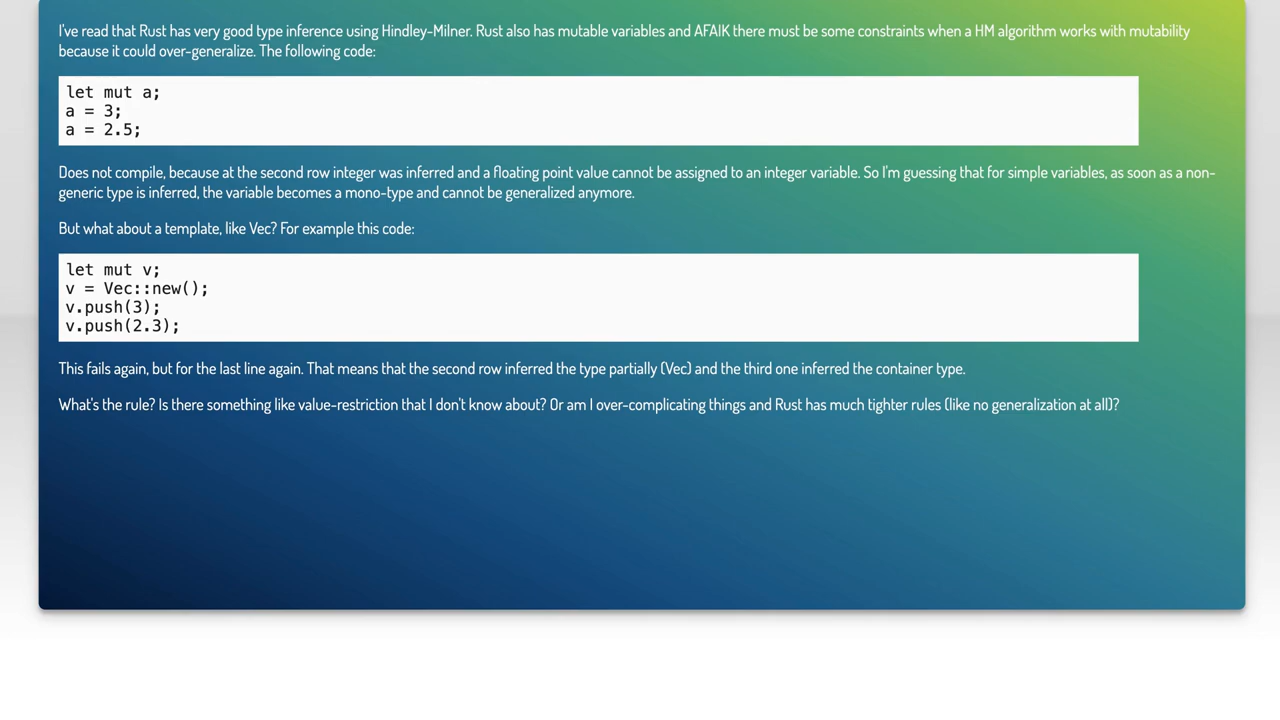 I've read that Rust has very good type inference using Hindley-Milner. Rust also has mutable variables and AFAIK there must be some constraints when a HM algorithm works with mutability
because it could over-generalize. The following code:
let mut a;
a = 3;
a = 2.5;
Does not compile, because at the second row integer was inferred and a floating point value cannot be assigned to an integer variable. So I'm guessing that for simple variables, as soon as a non-
generic type is inferred, the variable becomes a mono-type and cannot be generalized anymore.
But what about a template, like Vec? For example this code:
let mut v;
v = Vec::new();
v.push(3);
v.push(2.3);
This fails again, but for the last line again. That means that the second row inferred the type partially (Vec) and the third one inferred the container type.
What's the rule? Is there something like value-restriction that I don't know about? Or am I over-complicating things and Rust has much tighter rules (like no generalization at all)?